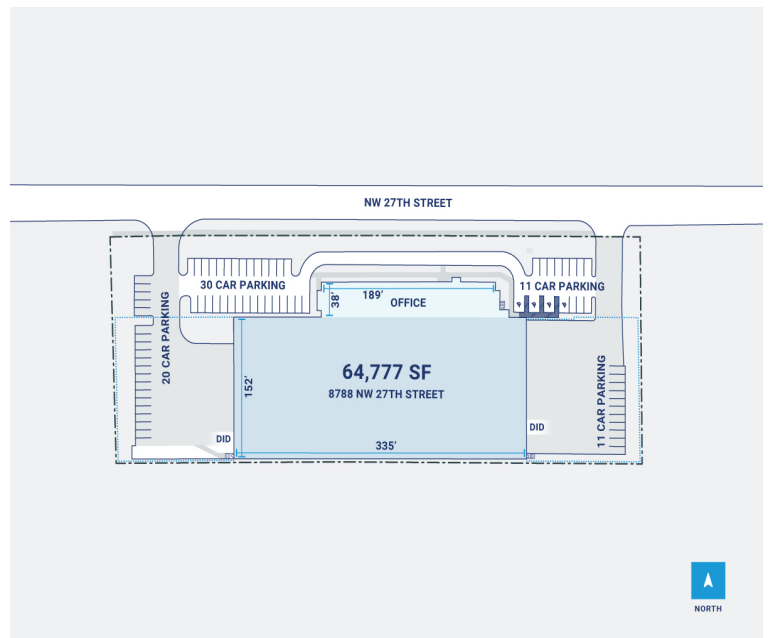 NW 27TH STREET
30 CAR PARKING
11 CAR PARKING
38'
189'
OFFICE
20 CAR PARKING
152'
64,777 SF
8788 NW 27TH STREET
11 CAR PARKING
DID
DID
335'
NORTH